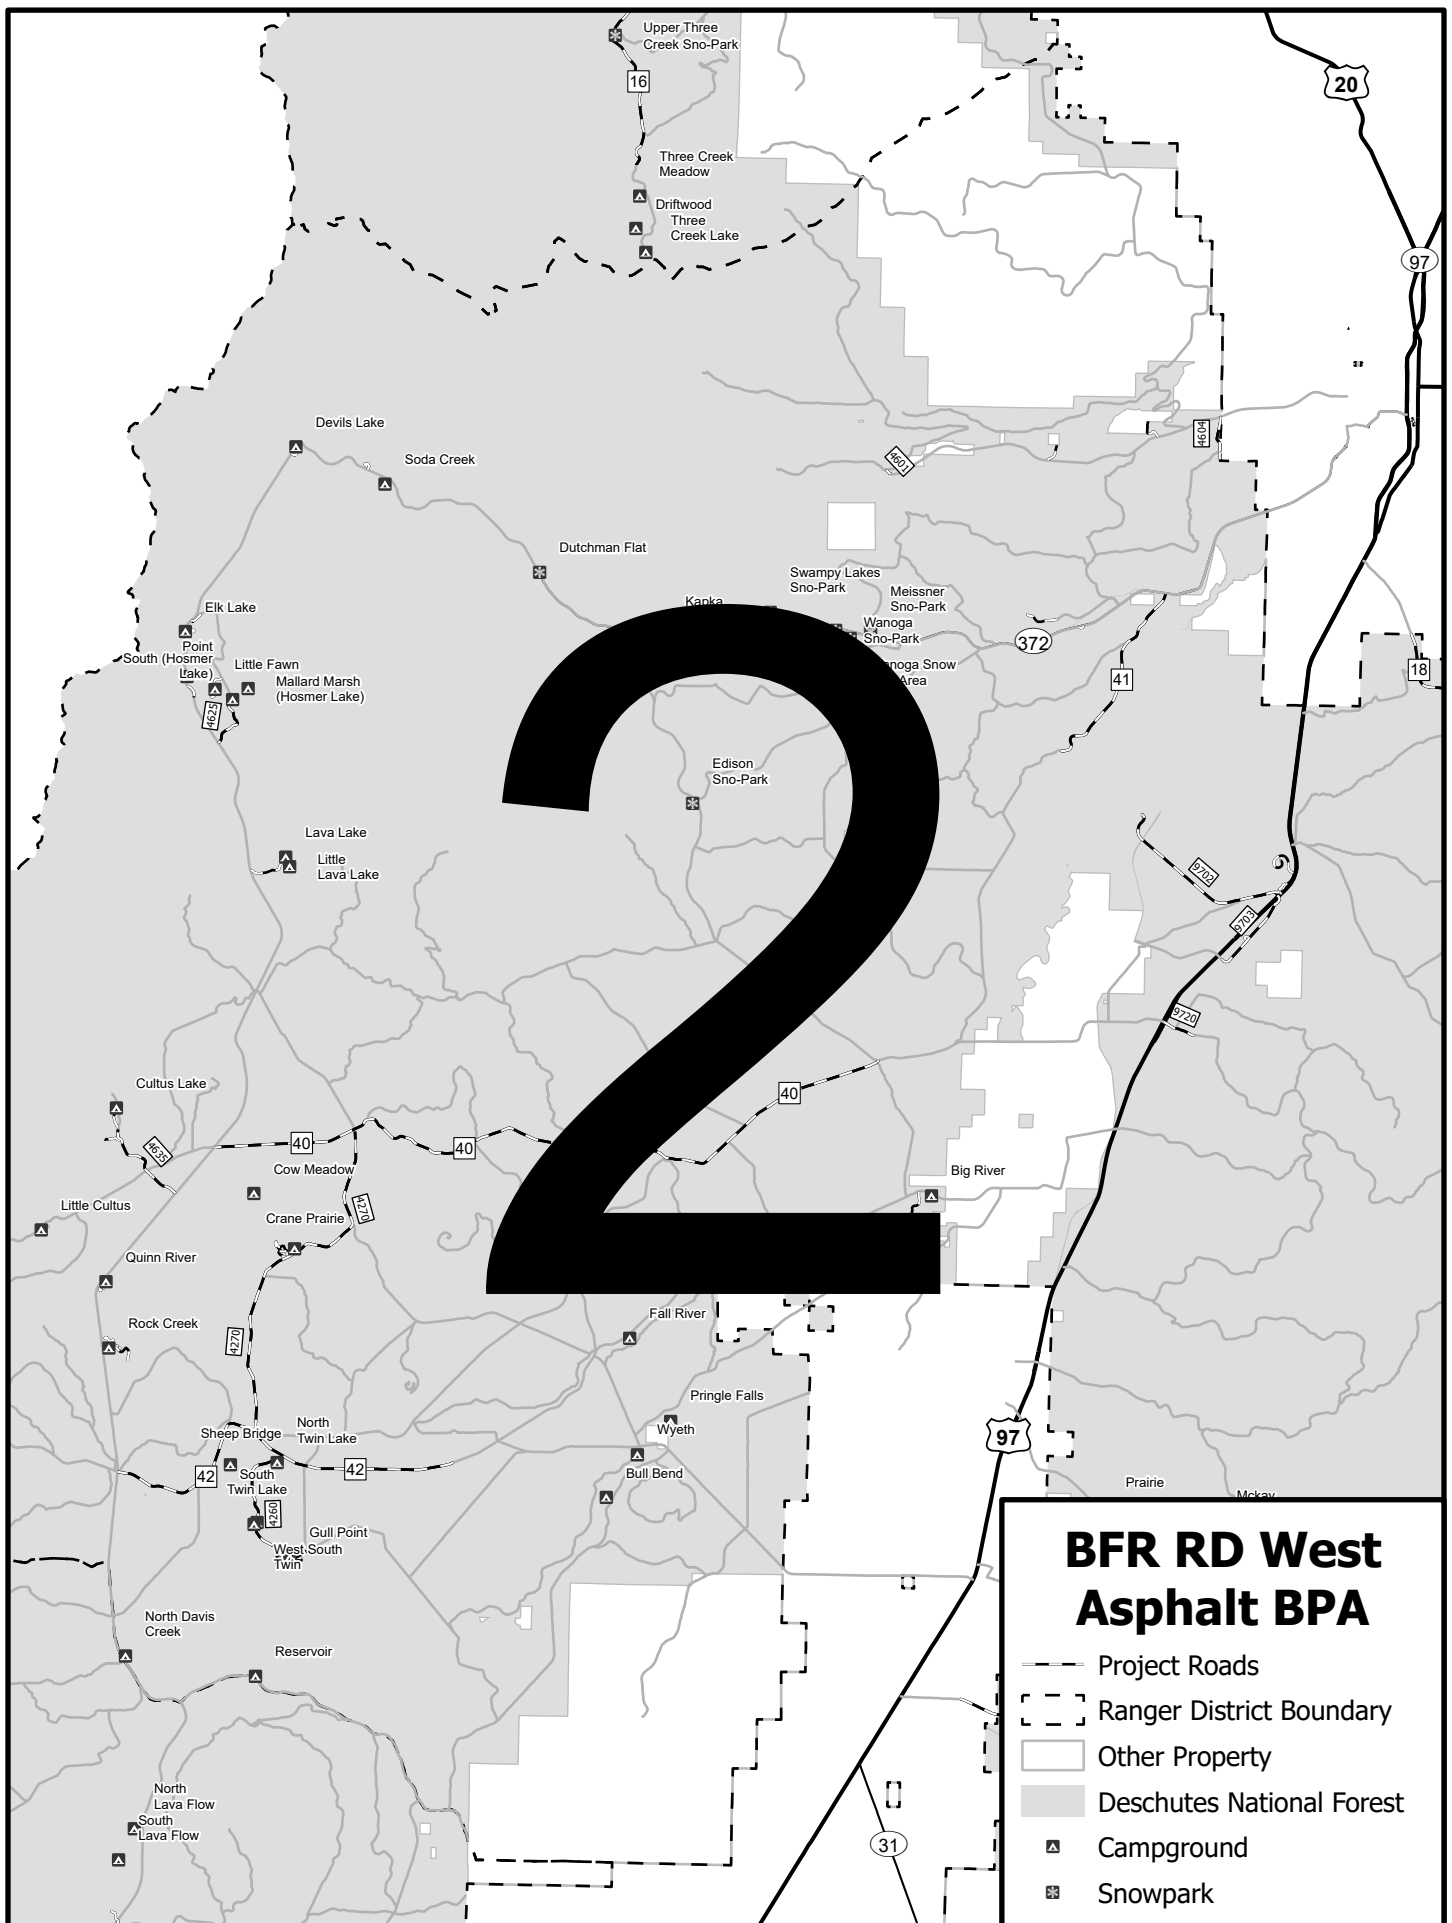 Upper Three
Creek Sno-Park
16
20
Three Creek
Meadow
Driftwood
Three
Creek Lake
97
Devils Lake
4604
Soda Creek
4601
Dutchman Flat
Swampy Lakes
Sno-Park
Meissner
Sno-Park
Kapka
Elk Lake
Wanoga
Sno-Park
372
Point
South (Hosmer
Lake)
Little Fawn
Mallard Marsh
(Hosmer Lake)
noga Snow
Area
41
18
4625
2
Edison
Sno-Park
Lava Lake
Little
Lava Lake
9702
9703
9720
Cultus Lake
40
4635
40
40
Cow Meadow
Big River
4270
Little Cultus
Crane Prairie
Quinn River
Rock Creek
Fall River
4270
Pringle Falls
North
Twin Lake
Sheep Bridge
Wyeth
97
42
42
South
Twin Lake
Bull Bend
Prairie
Mckay
4260
Gull Point
West South
Twin
North Davis
Creek
Reservoir
North
Lava Flow
South
Lava Flow
31
BFR RD West
Asphalt BPA
Project Roads
Ranger District Boundary
Other Property
Deschutes National Forest
Campground
Snowpark